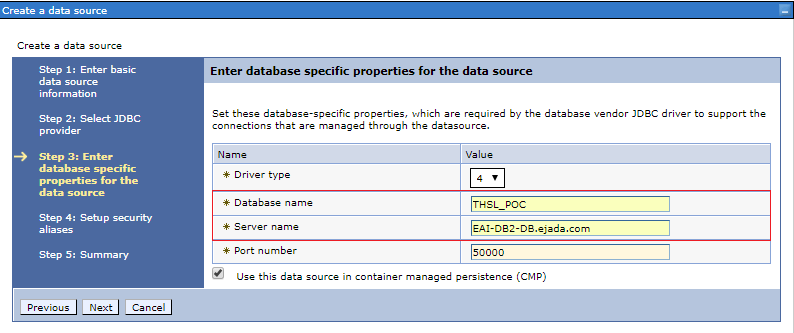 Create a data source
Create a data source
Step 1: Enter basic
data source
information
Step 2: Select JDBC
provider
Step 3: Enter
database specific
properties for the
data source
Step 4: Setup security
aliases
Step 5: Summary
Enter database specific properties for the data source
Set these database-specific properties, which are required by the database vendor JDBC driver to support the
connections that are managed through the datasource.
Name Value
* Driver type 4
* Database name THSL_POC
* Server name EAI-DB2-DB.ejada.com
* Port number 50000
Use this data source in container managed persistence (CMP)
Previous Next Cancel